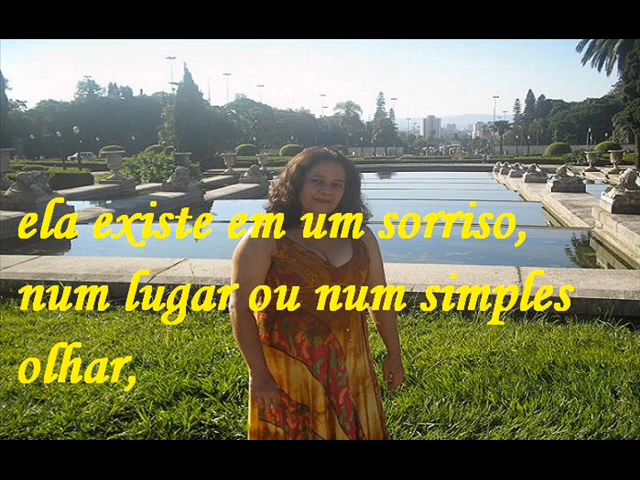 ela existe em um sorriso,
num lugar ou num simples
olhar,